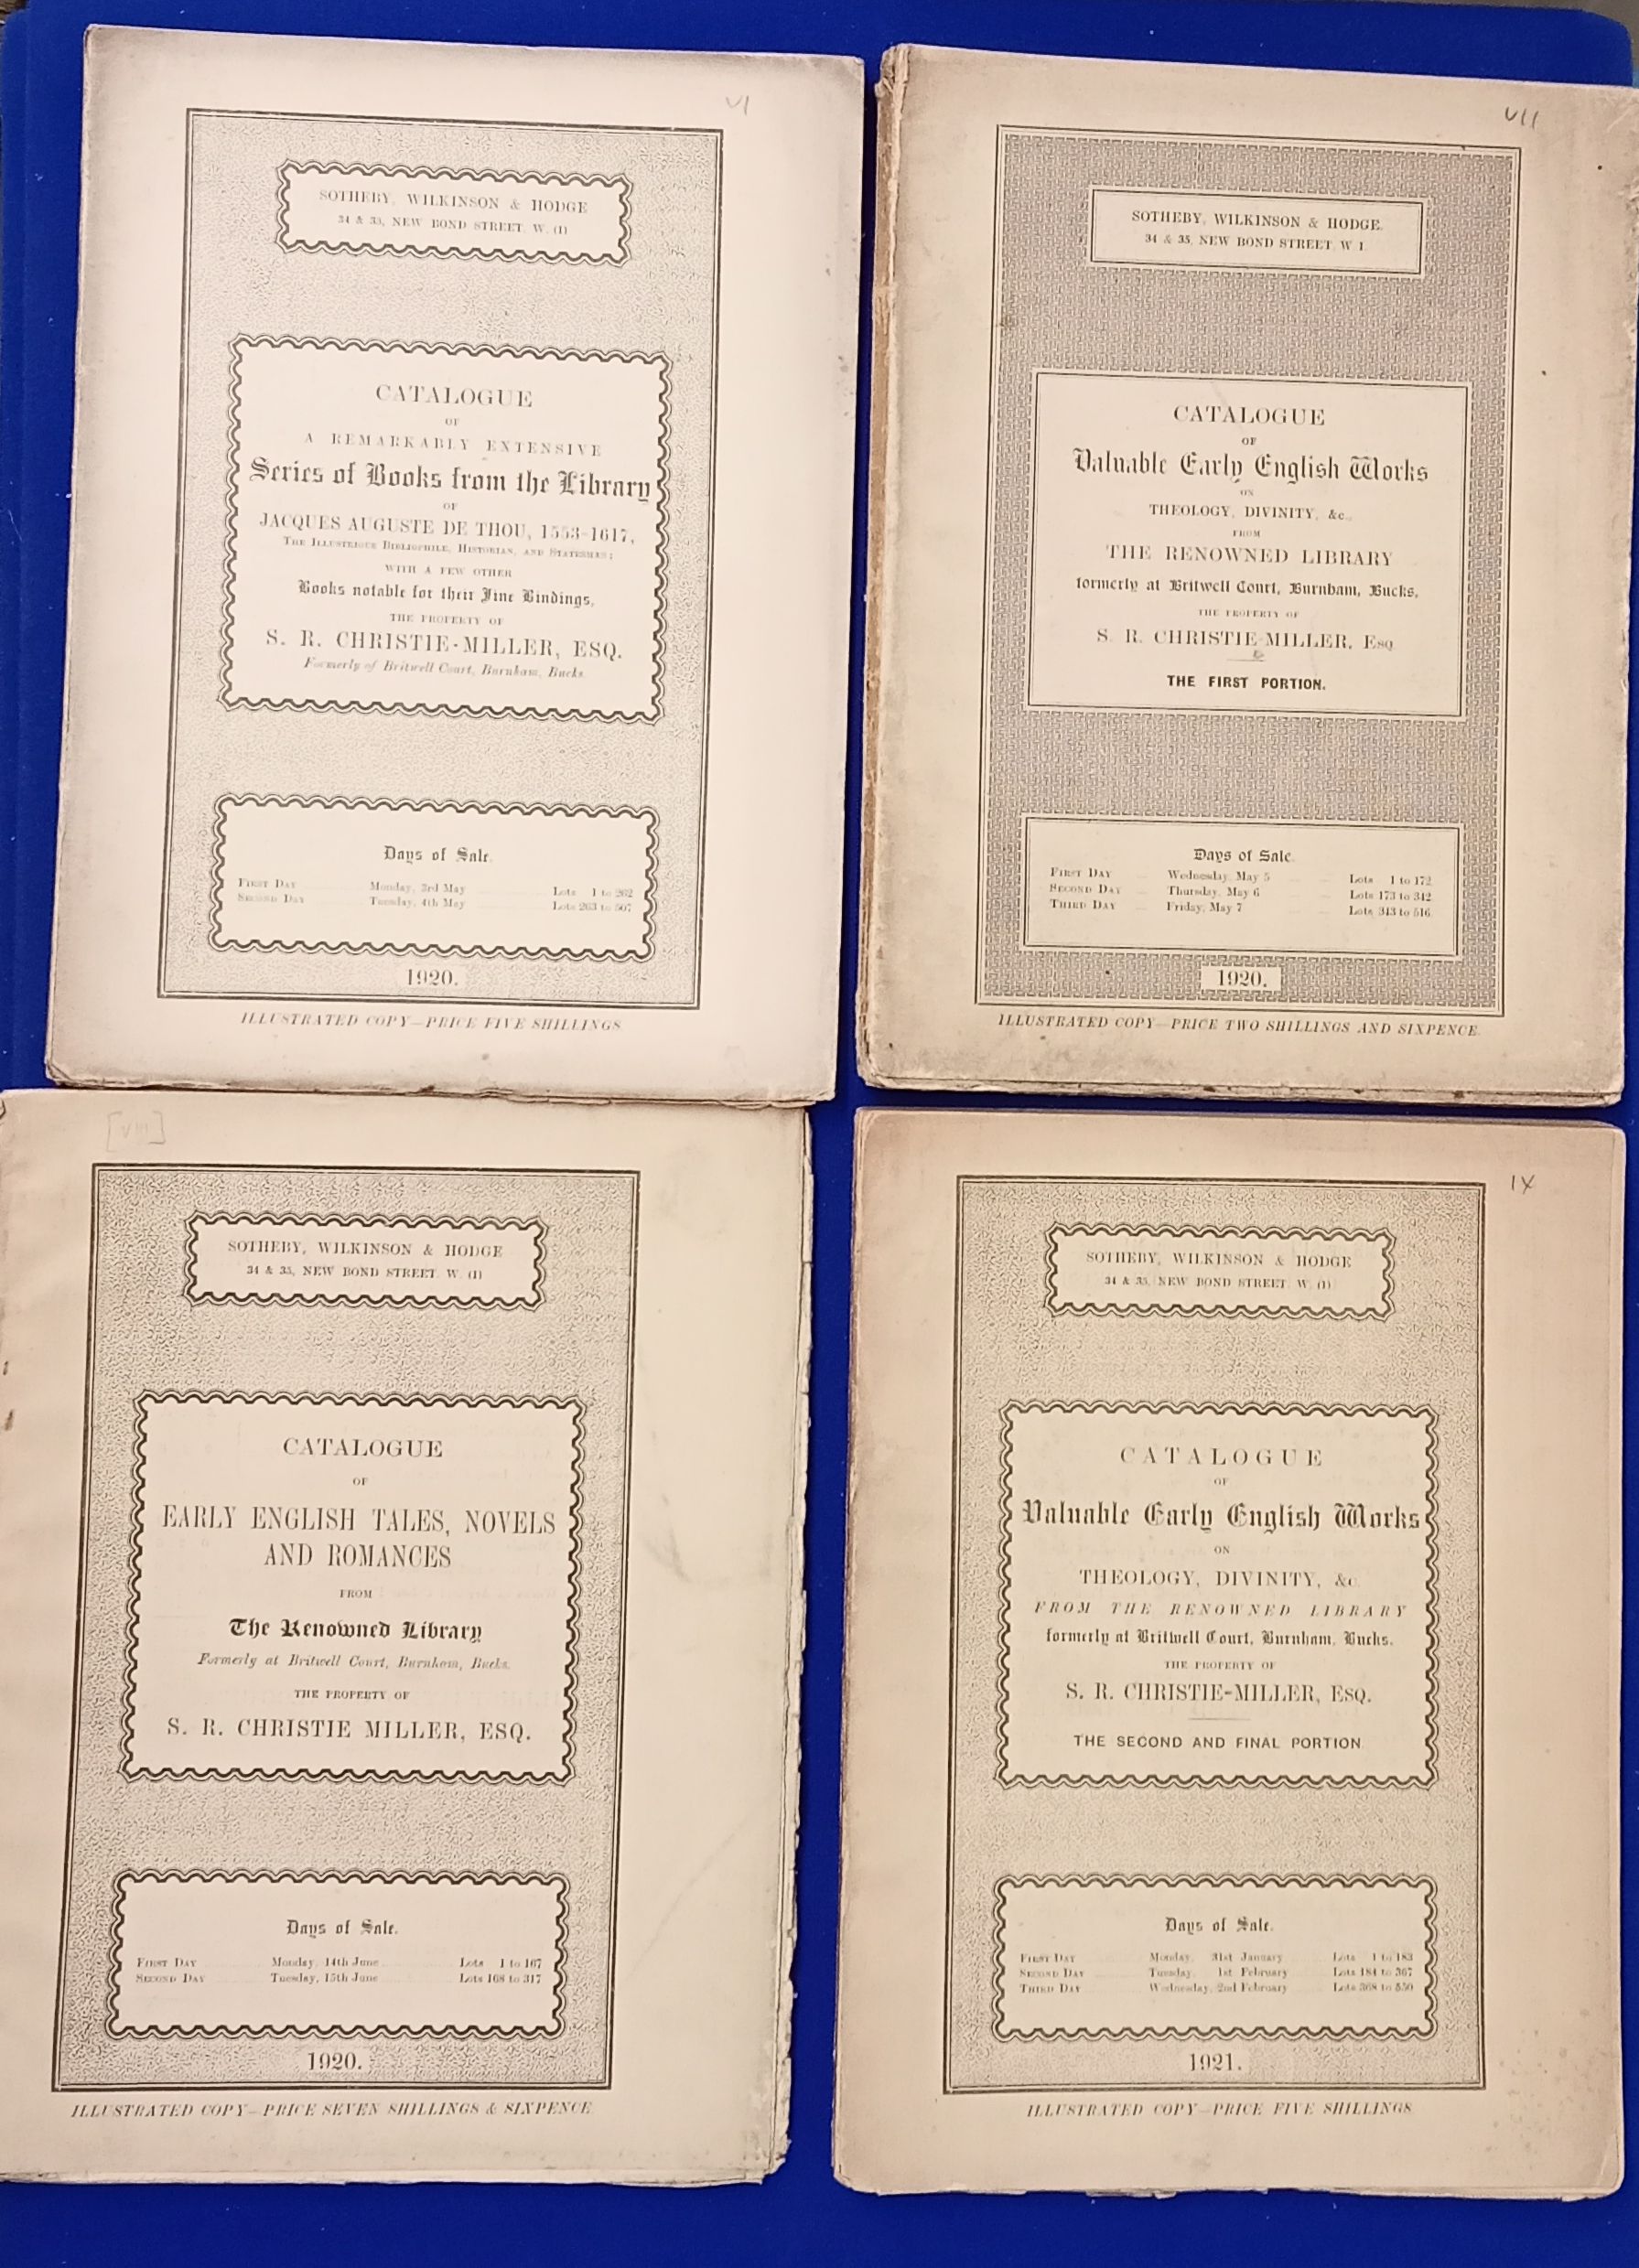 VI
SOTHEBY, WILKINSON & HODGE
34 & 35, NEW BOND STREET, W. (1)
CATALOGUE
OF
A REMARKABLY EXTENSIVE
Series of Books from the Library
OF
JACQUES AUGUSTE DE THOU, 1553-1617,
THE ILLUSTRIOUS BIBLIOPHILE, HISTORIAN, AND STATESMAN;
WITH A FEW OTHER
Books notable for their Fine Bindings,
THE PROPERTY OF
S. R. CHRISTIE-MILLER, ESQ.
Formerly of Britwell Court, Burnham, Bucks.
Days of Sale.
FIRST DAY Monday, 3rd May Lots 1 to 262
SECOND DAY Tuesday, 4th May Lots 263 to 507
1920.
ILLUSTRATED COPY—PRICE FIVE SHILLINGS
VII
SOTHEBY, WILKINSON & HODGE.
34 & 35, NEW BOND STREET, W 1.
CATALOGUE
OF
Valuable Early English Works
ON
THEOLOGY, DIVINITY, &c.
FROM
THE RENOWNED LIBRARY
formerly at Britwell Court, Burnham, Bucks,
THE PROPERTY OF
S. R. CHRISTIE-MILLER, ESQ
THE FIRST PORTION.
Days of Sale.
FIRST DAY Wednesday, May 5 Lots 1 to 172
SECOND DAY Thursday, May 6 Lots 173 to 342
THIRD DAY Friday, May 7 Lots 343 to 516
1920.
ILLUSTRATED COPY—PRICE TWO SHILLINGS AND SIXPENCE.
[VIII]
SOTHEBY, WILKINSON & HODGE
34 & 35, NEW BOND STREET, W. (1)
CATALOGUE
OF
EARLY ENGLISH TALES, NOVELS
AND ROMANCES
FROM
The Renowned Library
Formerly at Britwell Court, Burnham, Bucks.
THE PROPERTY OF
S. R. CHRISTIE MILLER, ESQ.
Days of Sale.
FIRST DAY Monday, 14th June Lots 1 to 167
SECOND DAY Tuesday, 15th June Lots 168 to 317
1920.
ILLUSTRATED COPY—PRICE SEVEN SHILLINGS & SIXPENCE
IX
SOTHEBY, WILKINSON & HODGE
34 & 35, NEW BOND STREET, W. (1)
CATALOGUE
OF
Valuable Early English Works
ON
THEOLOGY, DIVINITY, &c
FROM THE RENOWNED LIBRARY
formerly at Britwell Court, Burnham, Bucks.
THE PROPERTY OF
S. R. CHRISTIE-MILLER, ESQ.
THE SECOND AND FINAL PORTION
Days of Sale.
FIRST DAY Monday, 31st January Lots 1 to 183
SECOND DAY Tuesday, 1st February Lots 184 to 367
THIRD DAY Wednesday, 2nd February Lots 368 to 550
1921.
ILLUSTRATED COPY—PRICE FIVE SHILLINGS